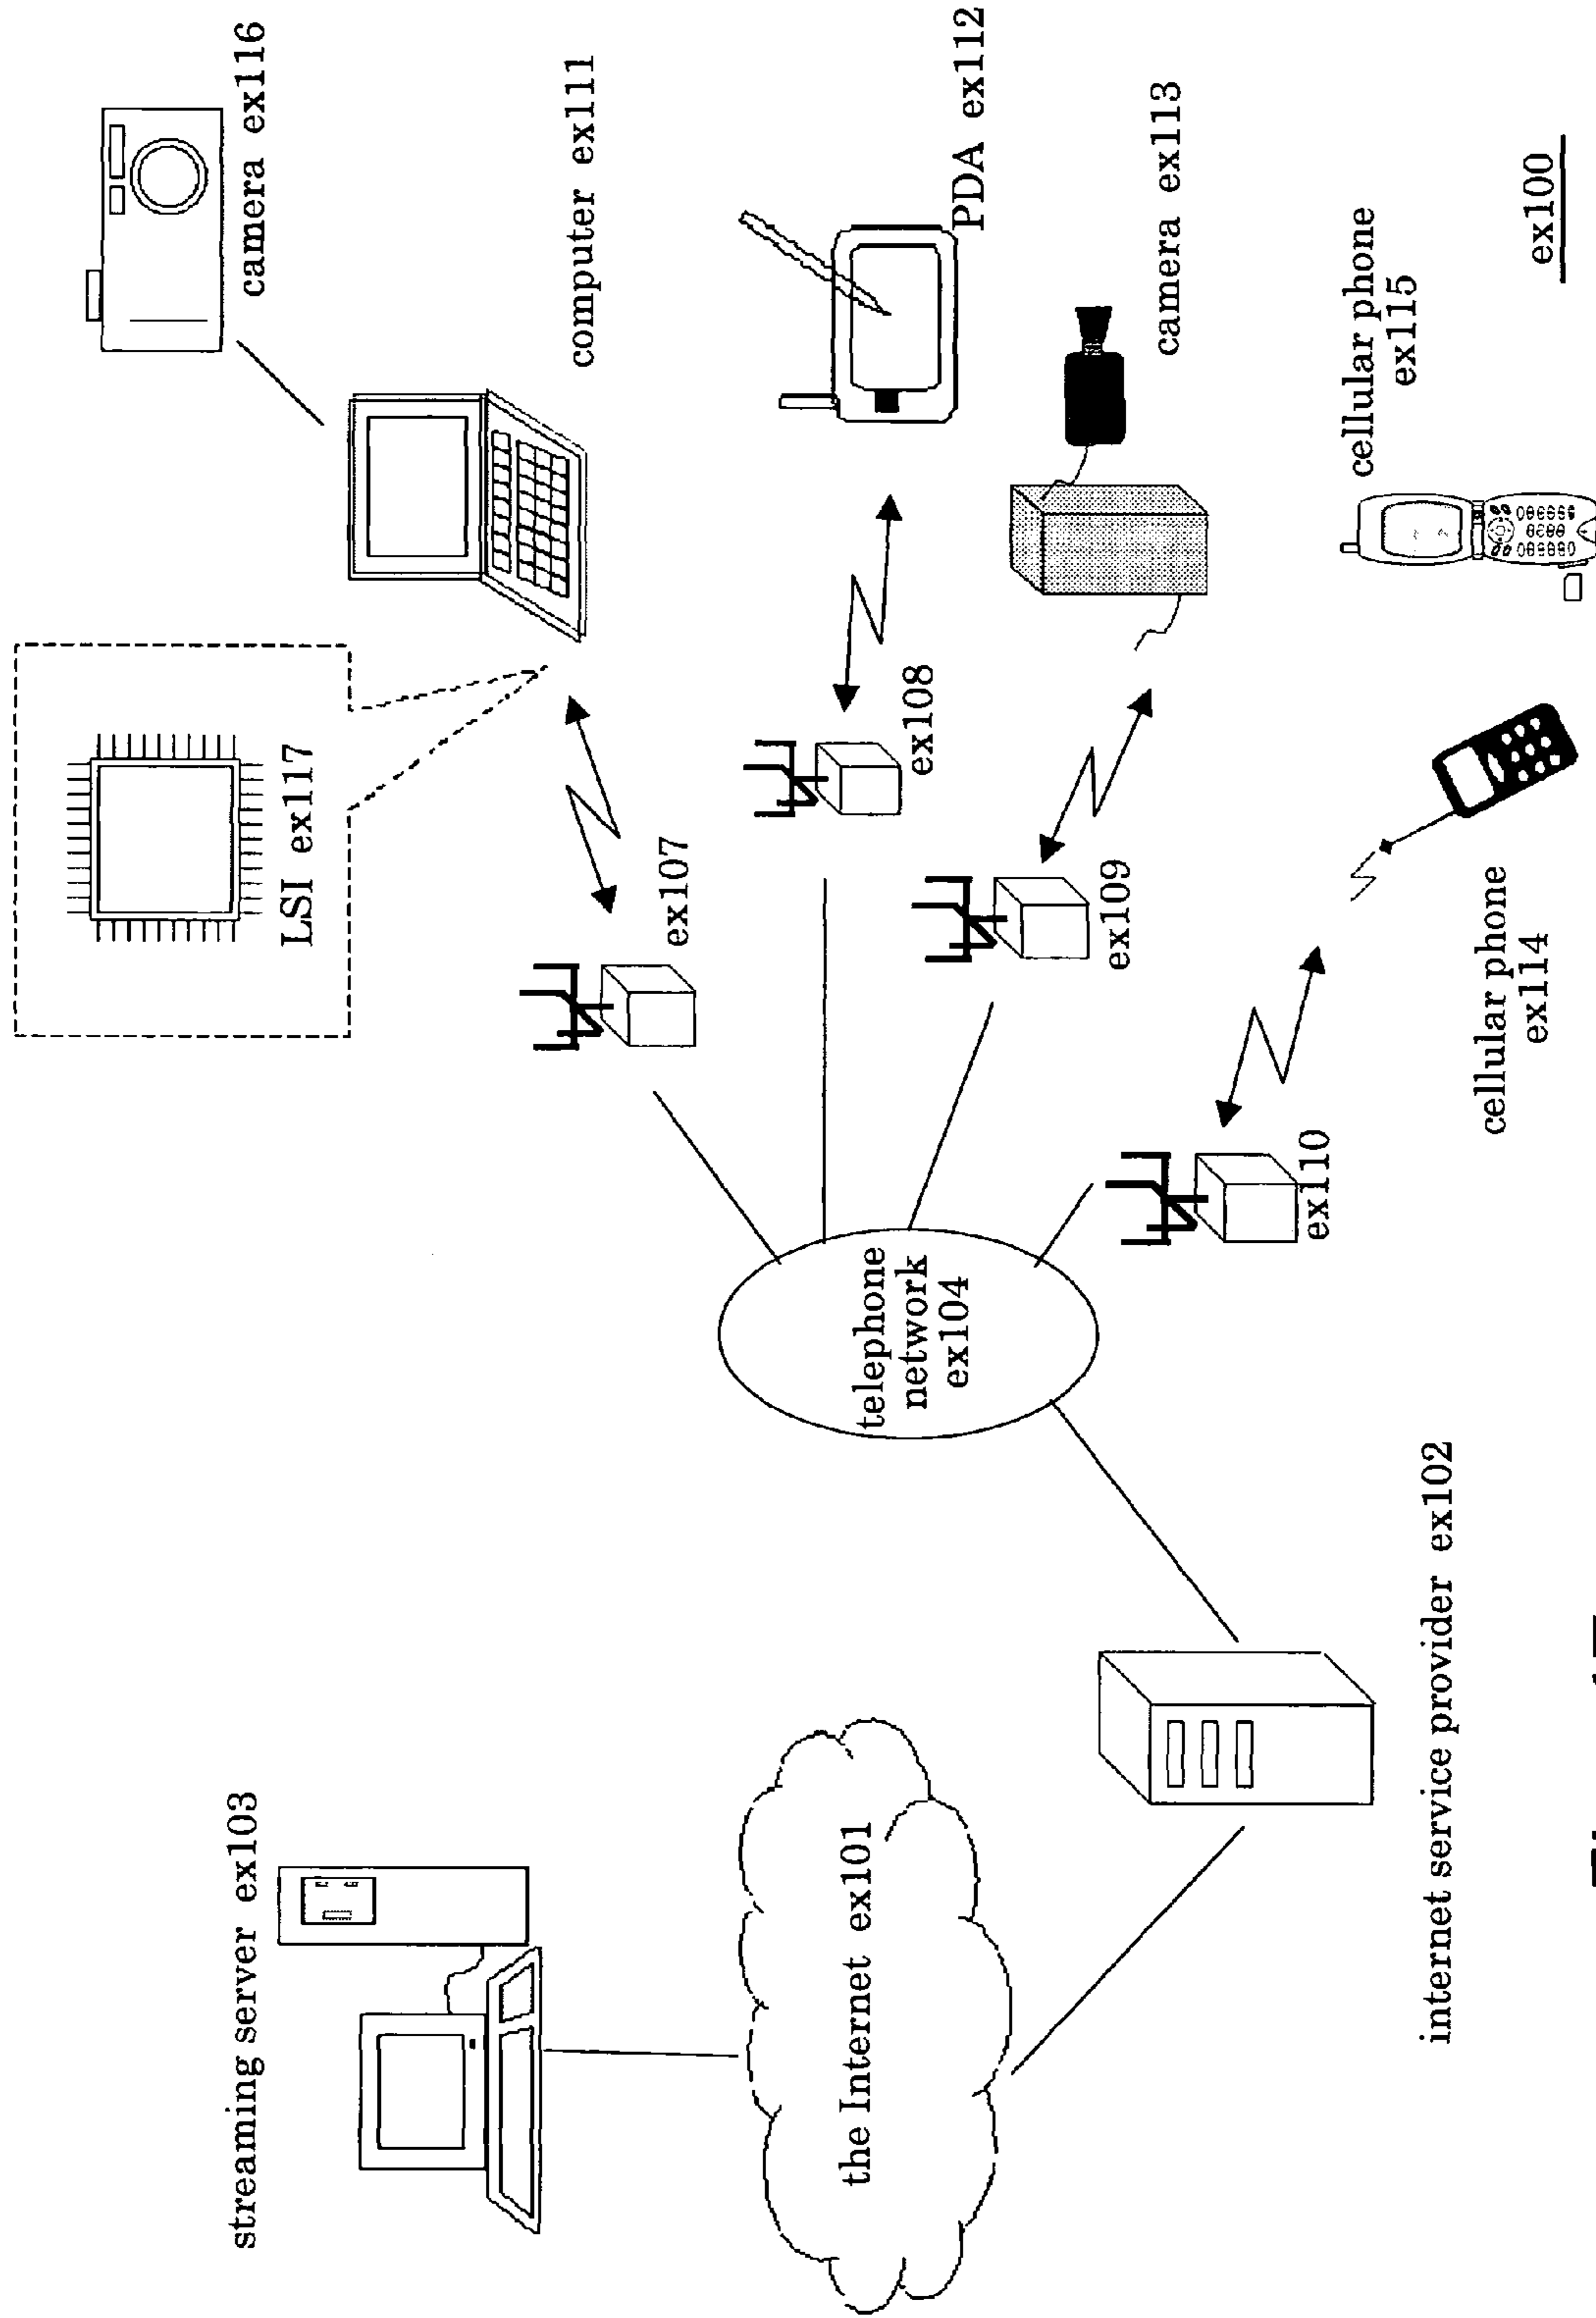 streaming server ex103
the Internet ex101
internet service provider ex102
telephone
network
ex104
LSI ex117
camera ex116
computer ex111
ex107
ex108
PDA ex112
ex109
camera ex113
ex110
cellular phone
ex114
cellular phone
ex115
ex100